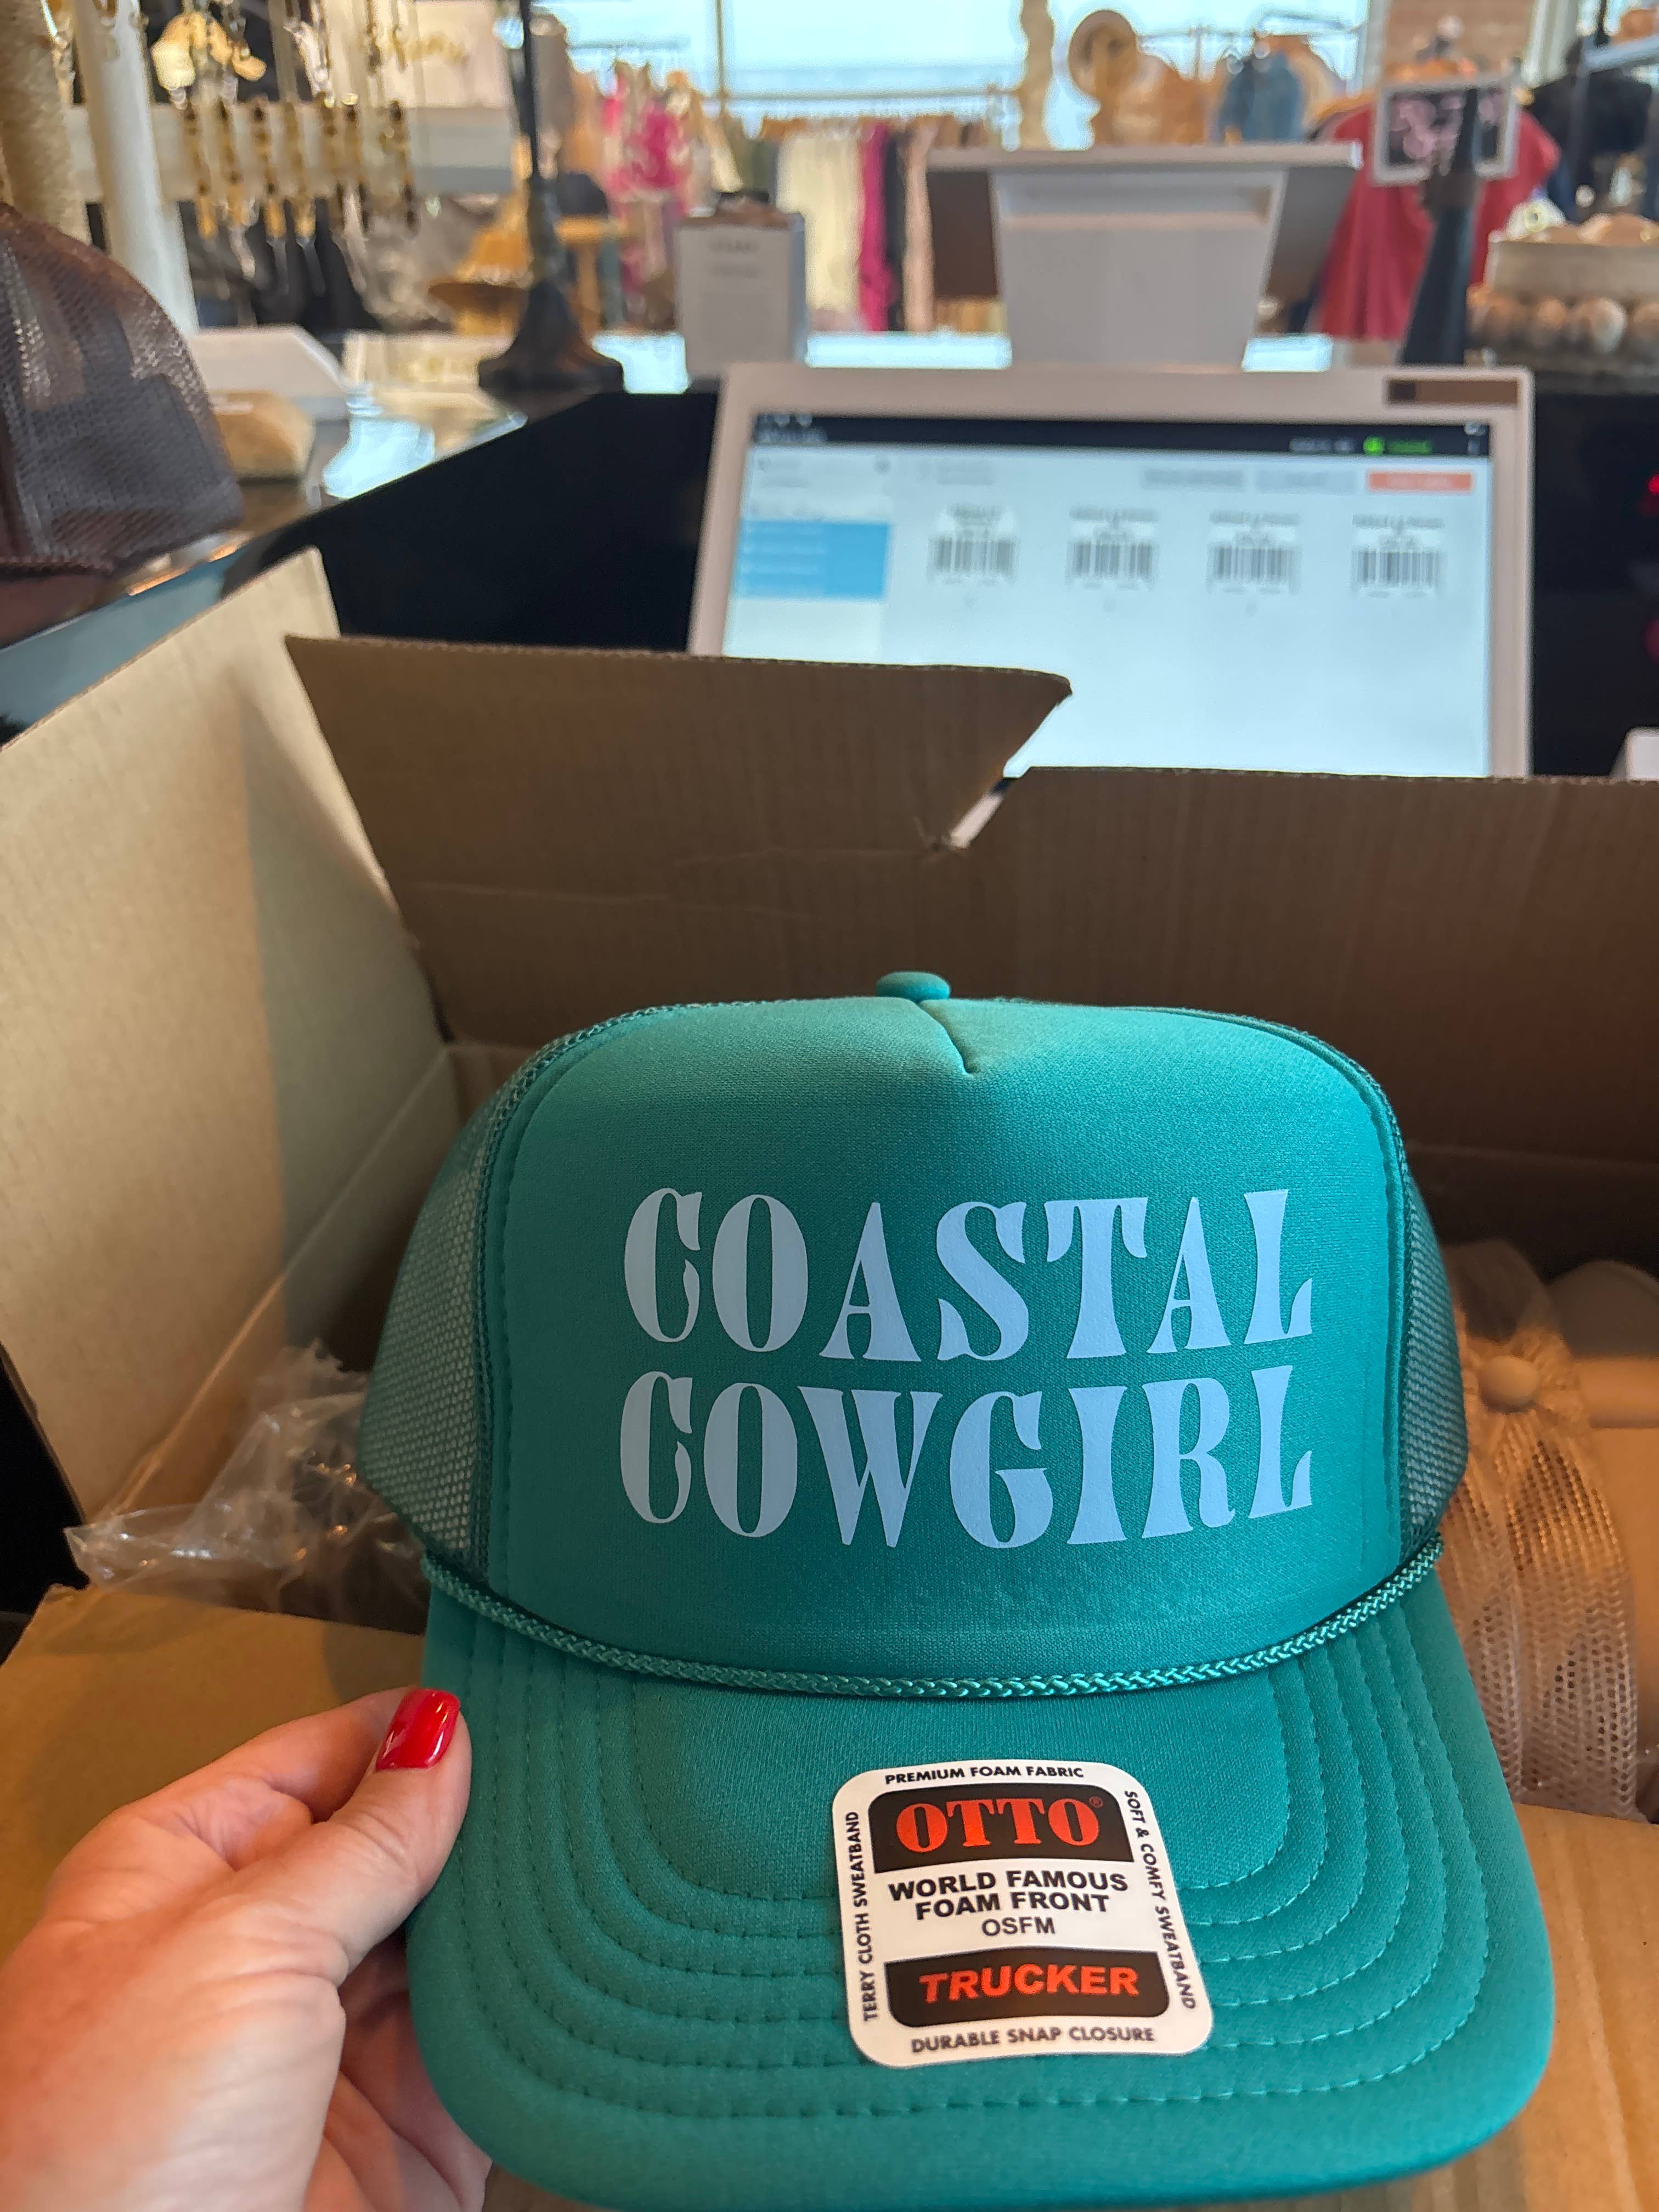 COASTAL
COWGIRL
PREMIUM FOAM FABRIC
OTTO®
WORLD FAMOUS
FOAM FRONT
OSFM
TRUCKER
DURABLE SNAP CLOSURE
TERRY CLOTH SWEATBAND
SOFT & COMFY SWEATBAND